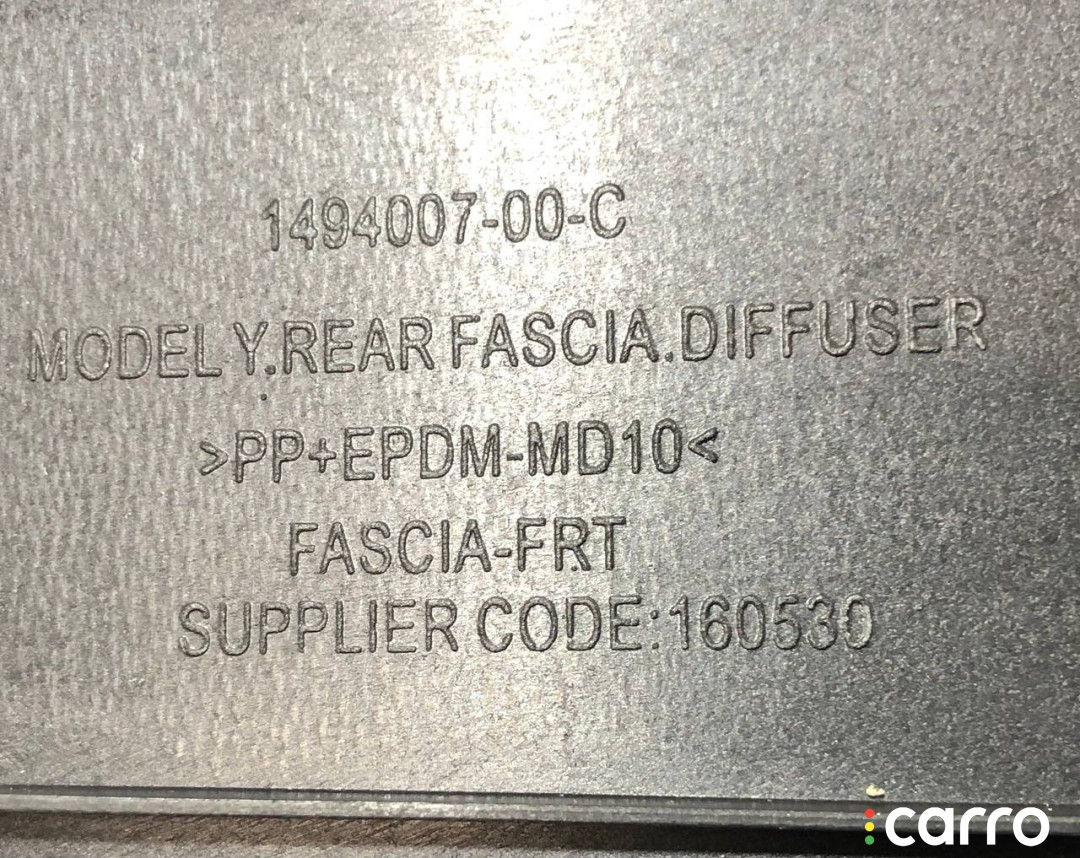 1494007-00-C
MODEL Y.REAR FASCIA.DIFFUSER
>PP+EPDM-MD10<
FASCIA-FRT
SUPPLIER CODE:160530
carro